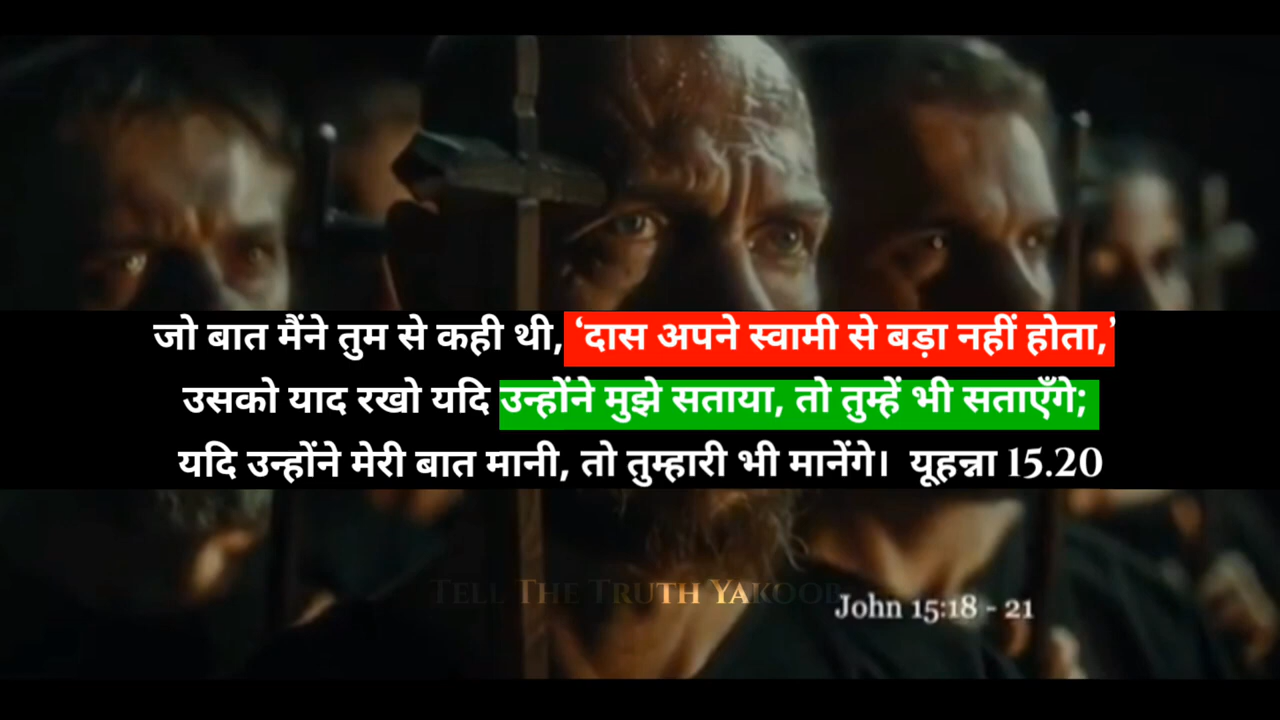 जो बात मैंने तुम से कही थी, ‘दास अपने स्वामी से बड़ा नहीं होता,’
उसको याद रखो यदि उन्होंने मुझे सताया, तो तुम्हें भी सताएँगे;
यदि उन्होंने मेरी बात मानी, तो तुम्हारी भी मानेंगे। यूहन्ना 15.20
TELL THE TRUTH YAKOOB
John 15:18 - 21